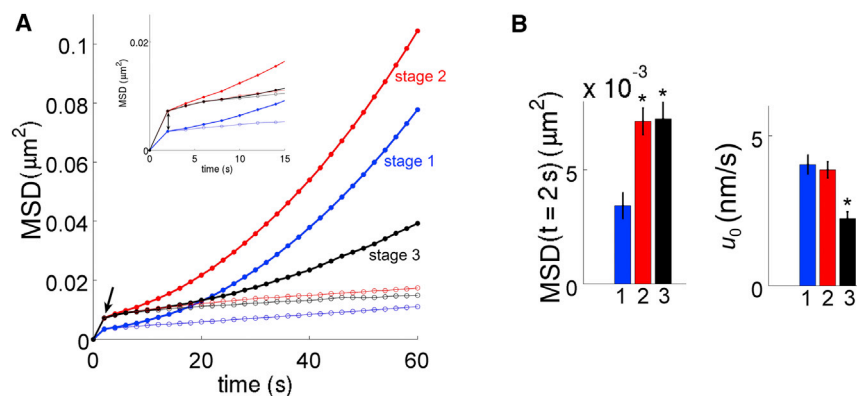 A
MSD(μm²)
0.1
0.08
0.06
0.04
0.02
0
0
20
40
60
time (s)
stage 2
stage 1
stage 3
MSD (μm²)
0.02
0.01
0
0
5
10
15
time (s)
B
MSD(t = 2 s) (μm²)
x 10⁻³
5
0
* *
1 2 3
u₀ (nm/s)
5
0
*
1 2 3